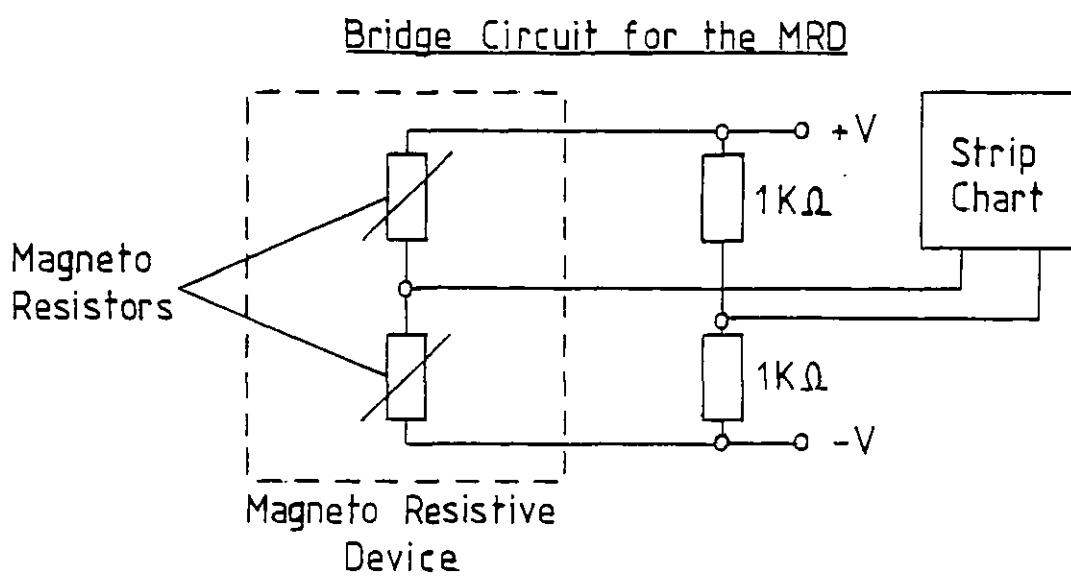 Bridge Circuit for the MRD
+V
Strip
Chart
1KΩ
Magneto
Resistors
1KΩ
-V
Magneto Resistive
Device